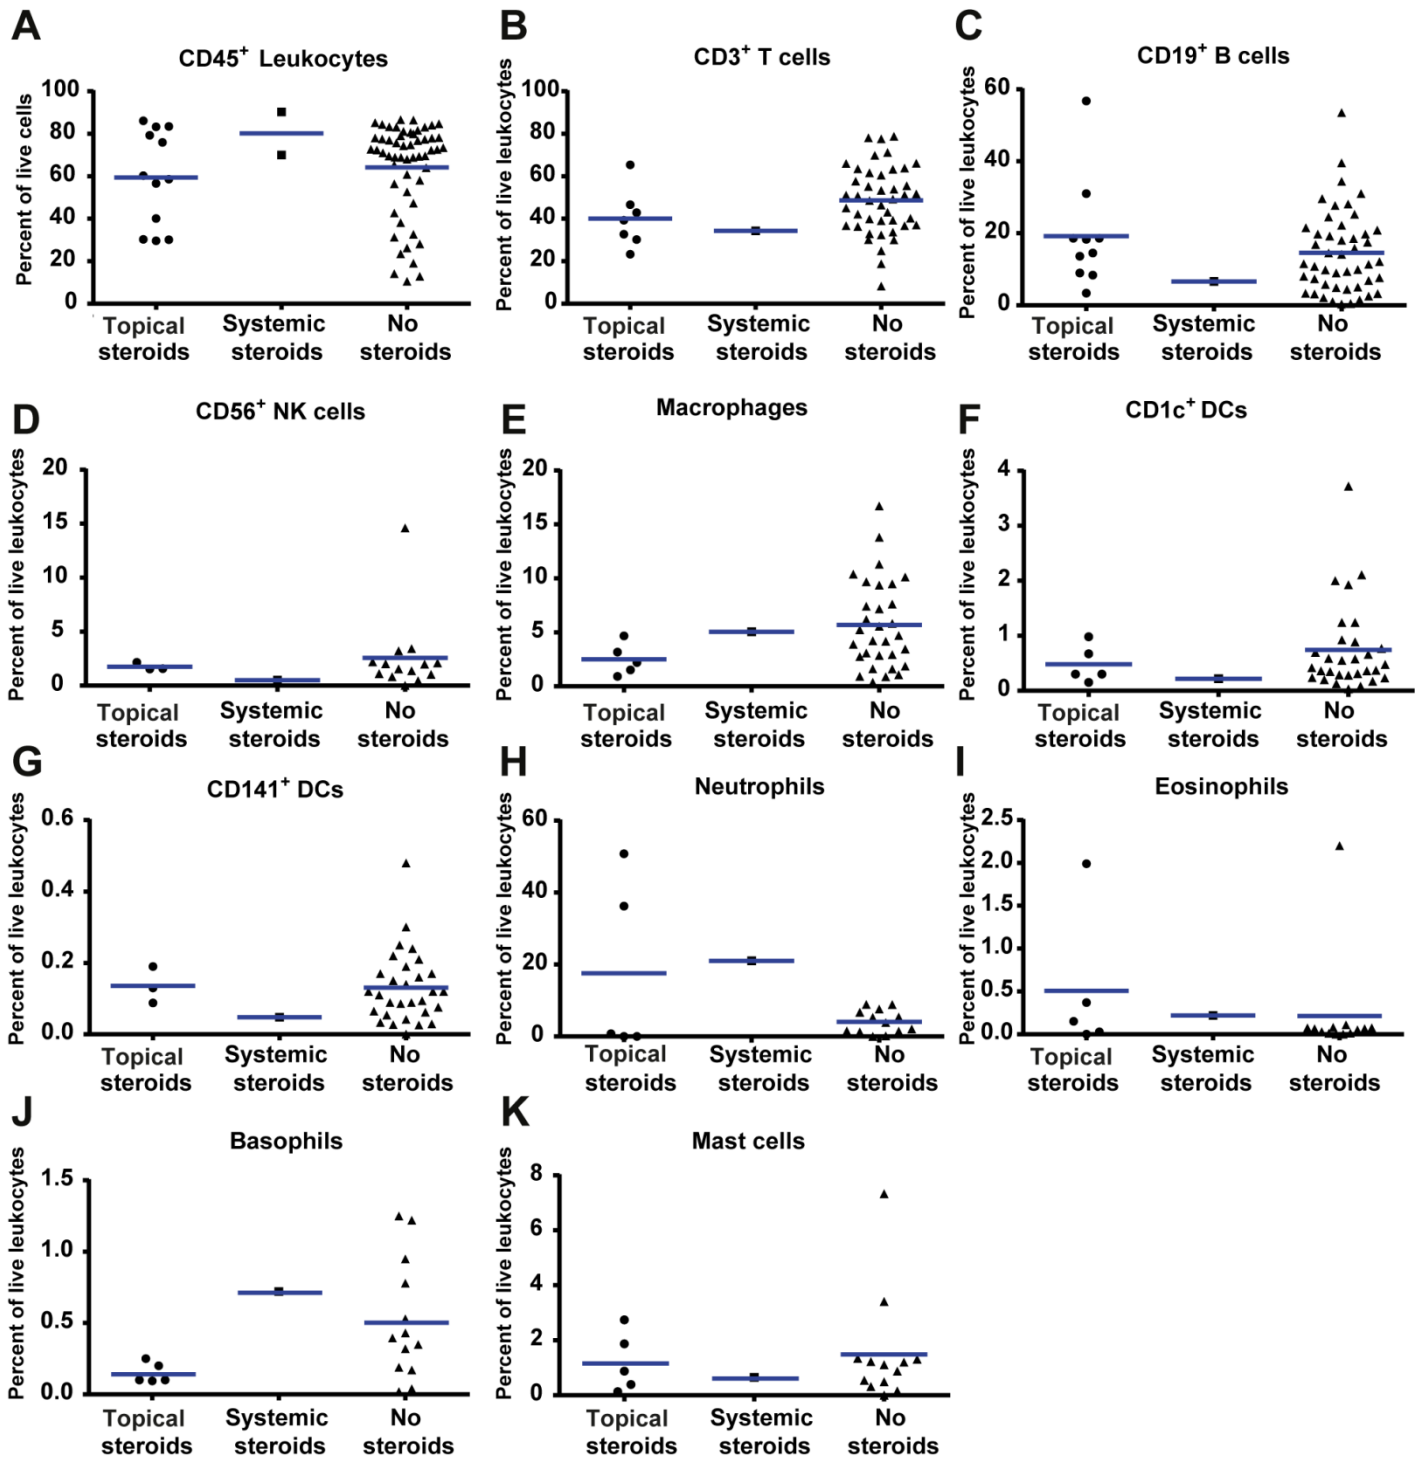 A
CD45+ Leukocytes
Percent of live cells
100
80
60
40
20
0
Topical steroids
Systemic steroids
No steroids
B
CD3+ T cells
Percent of live leukocytes
100
80
60
40
20
0
Topical steroids
Systemic steroids
No steroids
C
CD19+ B cells
Percent of live leukocytes
60
40
20
0
Topical steroids
Systemic steroids
No steroids
D
CD56+ NK cells
Percent of live leukocytes
20
15
10
5
0
Topical steroids
Systemic steroids
No steroids
E
Macrophages
Percent of live leukocytes
20
15
10
5
0
Topical steroids
Systemic steroids
No steroids
F
CD1c+ DCs
Percent of live leukocytes
4
3
2
1
0
Topical steroids
Systemic steroids
No steroids
G
CD141+ DCs
Percent of live leukocytes
0.6
0.4
0.2
0.0
Topical steroids
Systemic steroids
No steroids
H
Neutrophils
Percent of live leukocytes
60
40
20
0
Topical steroids
Systemic steroids
No steroids
I
Eosinophils
Percent of live leukocytes
2.5
2.0
1.5
1.0
0.5
0.0
Topical steroids
Systemic steroids
No steroids
J
Basophils
Percent of live leukocytes
1.5
1.0
0.5
0.0
Topical steroids
Systemic steroids
No steroids
K
Mast cells
Percent of live leukocytes
8
6
4
2
0
Topical steroids
Systemic steroids
No steroids